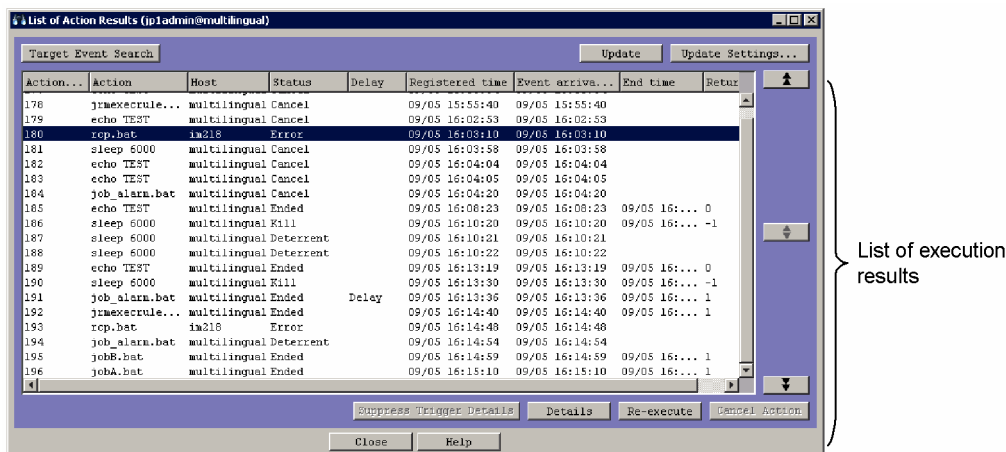 List of Action Results (jp1admin@multilingual)
Target Event Search Update Update Settings...
Action... Action Host Status Delay Registered time Event arriva... End time Retur
178 jrmexecrule... multilingual Cancel 09/05 15:55:40 09/05 15:55:40
179 echo TEST multilingual Cancel 09/05 16:02:53 09/05 16:02:53
180 rcp.bat im218 Error 09/05 16:03:10 09/05 16:03:10
181 sleep 6000 multilingual Cancel 09/05 16:03:58 09/05 16:03:58
182 echo TEST multilingual Cancel 09/05 16:04:04 09/05 16:04:04
183 echo TEST multilingual Cancel 09/05 16:04:05 09/05 16:04:05
184 job_alarm.bat multilingual Cancel 09/05 16:04:20 09/05 16:04:20
185 echo TEST multilingual Ended 09/05 16:08:23 09/05 16:08:23 09/05 16:... 0
186 sleep 6000 multilingual Kill 09/05 16:10:20 09/05 16:10:20 09/05 16:... -1
187 sleep 6000 multilingual Deterrent 09/05 16:10:21 09/05 16:10:21
188 sleep 6000 multilingual Deterrent 09/05 16:10:22 09/05 16:10:22
189 echo TEST multilingual Ended 09/05 16:13:19 09/05 16:13:19 09/05 16:... 0
190 sleep 6000 multilingual Kill 09/05 16:13:30 09/05 16:13:30 09/05 16:... -1
191 job_alarm.bat multilingual Ended Delay 09/05 16:13:36 09/05 16:13:36 09/05 16:... 1
192 jrmexecrule... multilingual Ended 09/05 16:14:40 09/05 16:14:40 09/05 16:... 1
193 rcp.bat im218 Error 09/05 16:14:48 09/05 16:14:48
194 job_alarm.bat multilingual Deterrent 09/05 16:14:54 09/05 16:14:54
195 jobB.bat multilingual Ended 09/05 16:14:59 09/05 16:14:59 09/05 16:... 1
196 jobA.bat multilingual Ended 09/05 16:15:10 09/05 16:15:10 09/05 16:... 1
Suppress Trigger Details Details Re-execute Cancel Action
Close Help
List of execution
results